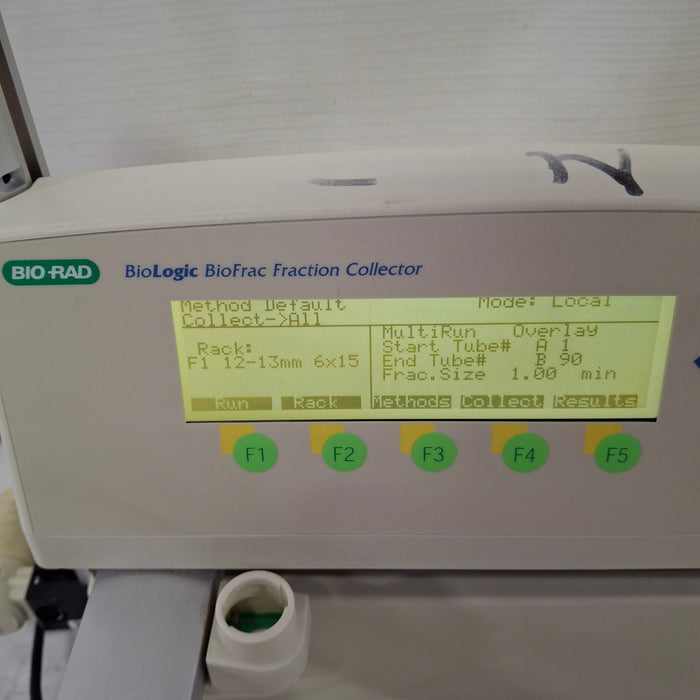 - N
BIO-RAD
BioLogic BioFrac Fraction Collector
Method Default Mode: Local
Collect->All
MultiRun Overlay
Rack:
Start Tube# A 1
F1 12-13mm 6x15
End Tube# B 90
Frac.Size 1.00 min
Run Rack Methods Collect Results
F1 F2 F3 F4 F5